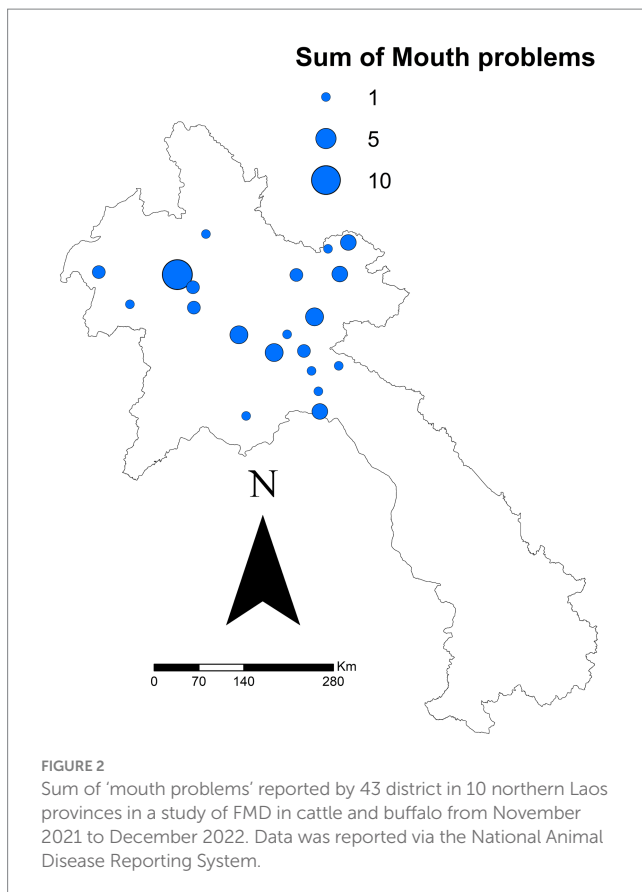 Sum of Mouth problems
1
5
10
N
Km
0 70 140 280
FIGURE 2
Sum of ‘mouth problems’ reported by 43 district in 10 northern Laos
provinces in a study of FMD in cattle and buffalo from November
2021 to December 2022. Data was reported via the National Animal
Disease Reporting System.